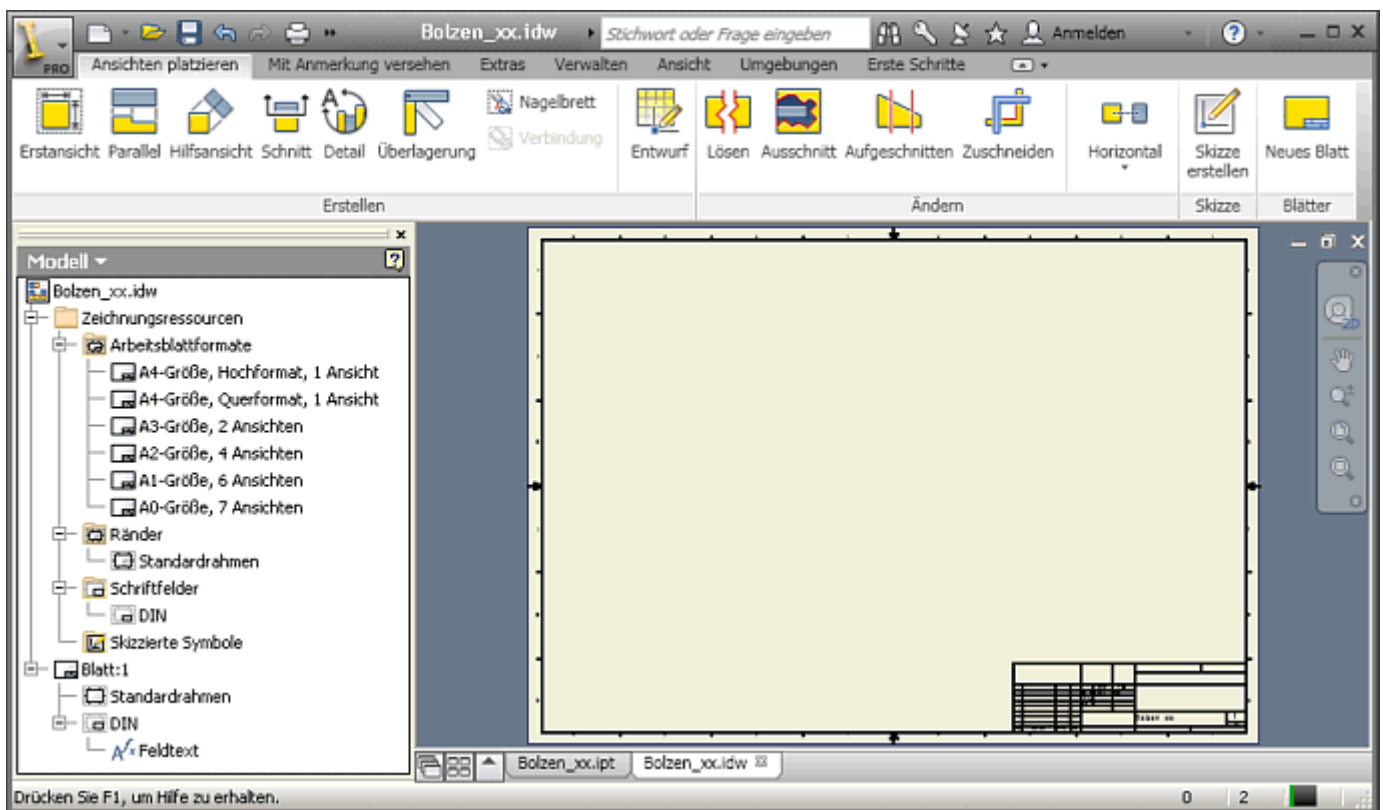 Bolzen_xx.idw Stichwort oder Frage eingeben Anmelden
PRO Ansichten platzieren Mit Anmerkung versehen Extras Verwalten Ansicht Umgebungen Erste Schritte
Erstansicht Parallel Hilfsansicht Schnitt Detail Überlagerung
Nagelbrett
Verbindung
Entwurf Lösen Ausschnitt Aufgeschnitten Zuschneiden Horizontal
Skizze
erstellen
Neues Blatt
Erstellen Ändern Skizze Blätter
Modell
Bolzen_xx.idw
Zeichnungsressourcen
Arbeitsblattformate
A4-Größe, Hochformat, 1 Ansicht
A4-Größe, Querformat, 1 Ansicht
A3-Größe, 2 Ansichten
A2-Größe, 4 Ansichten
A1-Größe, 6 Ansichten
A0-Größe, 7 Ansichten
Ränder
Standardrahmen
Schriftfelder
DIN
Skizzierte Symbole
Blatt:1
Standardrahmen
DIN
Feldtext
2D
Bolzen_xx.ipt Bolzen_xx.idw
Drücken Sie F1, um Hilfe zu erhalten. 0 2